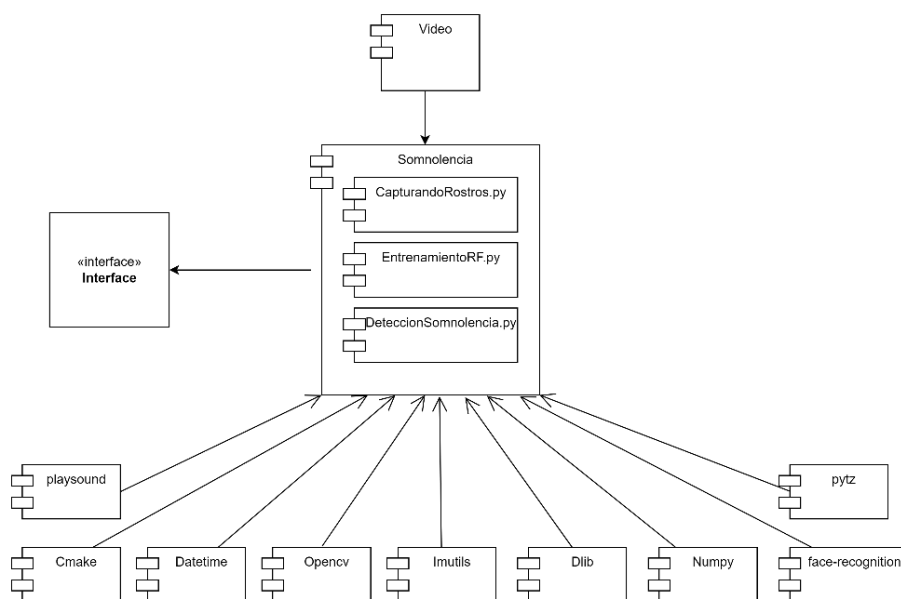 Video
Somnolencia
CapturandoRostros.py
«interface»
Interface
EntrenamientoRF.py
DeteccionSomnolencia.py
playsound
pytz
Cmake
Datetime
Opencv
Imutils
Dlib
Numpy
face-recognition